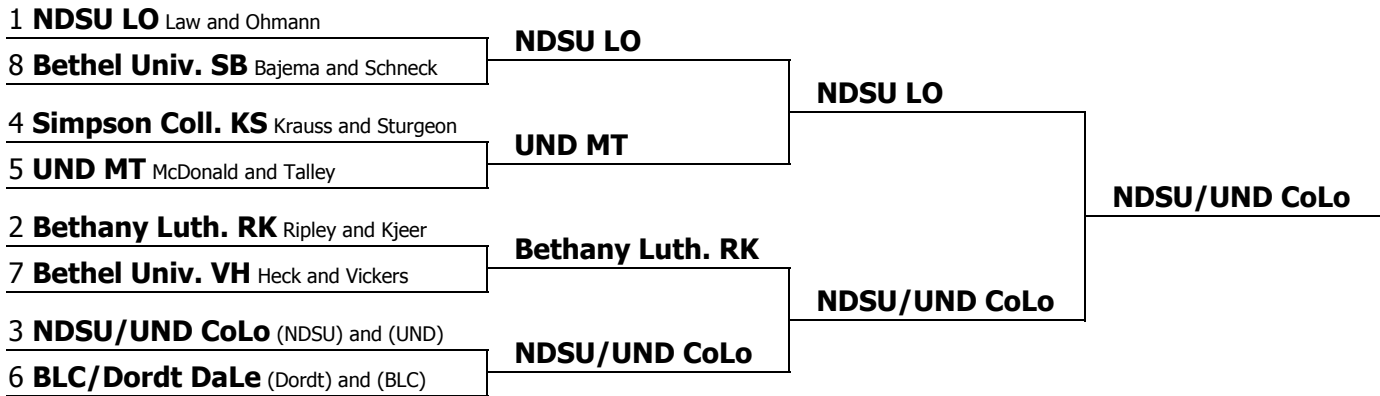 1 NDSU LO Law and Ohmann
8 Bethel Univ. SB Bajema and Schneck
4 Simpson Coll. KS Krauss and Sturgeon
5 UND MT McDonald and Talley
2 Bethany Luth. RK Ripley and Kjeer
7 Bethel Univ. VH Heck and Vickers
3 NDSU/UND CoLo (NDSU) and (UND)
6 BLC/Dordt DaLe (Dordt) and (BLC)
NDSU LO
UND MT
Bethany Luth. RK
NDSU/UND CoLo
NDSU LO
NDSU/UND CoLo
NDSU/UND CoLo